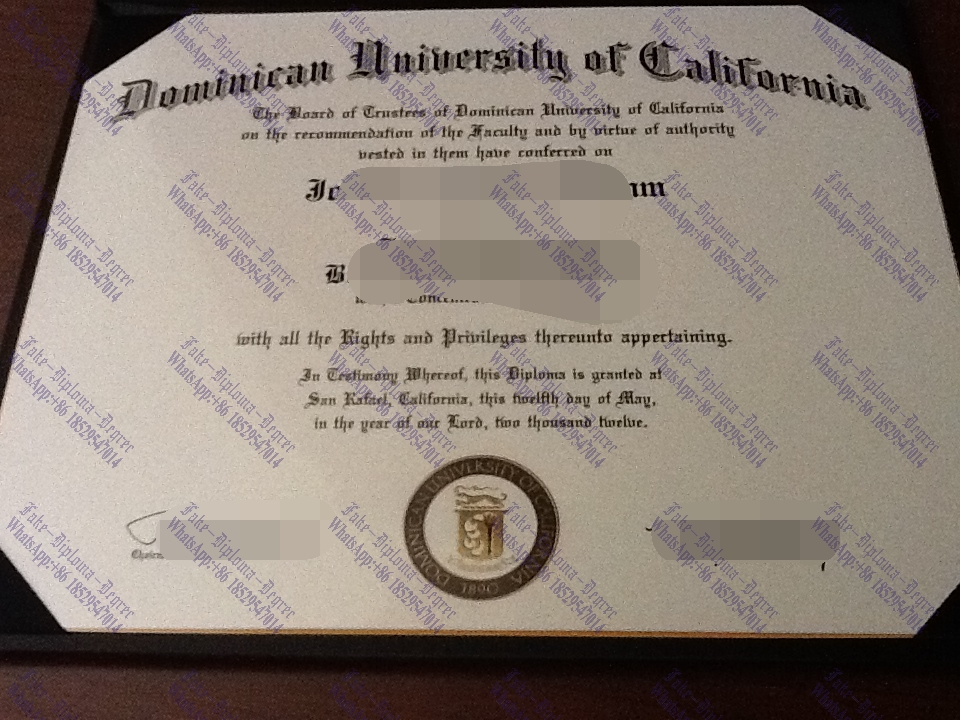 Dominican University of California
The Board of Trustees of Dominican University of California
on the recommendation of the Faculty and by virtue of authority
vested in them have conferred on
with all the Rights and Privileges thereunto appertaining.
In Testimony Whereof, this Diploma is granted at
San Rafael, California, this twelfth day of May,
in the year of our Lord, two thousand twelve.
DOMINICAN UNIVERSITY OF CALIFORNIA
1890
Fake-Diploma-Degree
WhatsApp:+86 18529547014